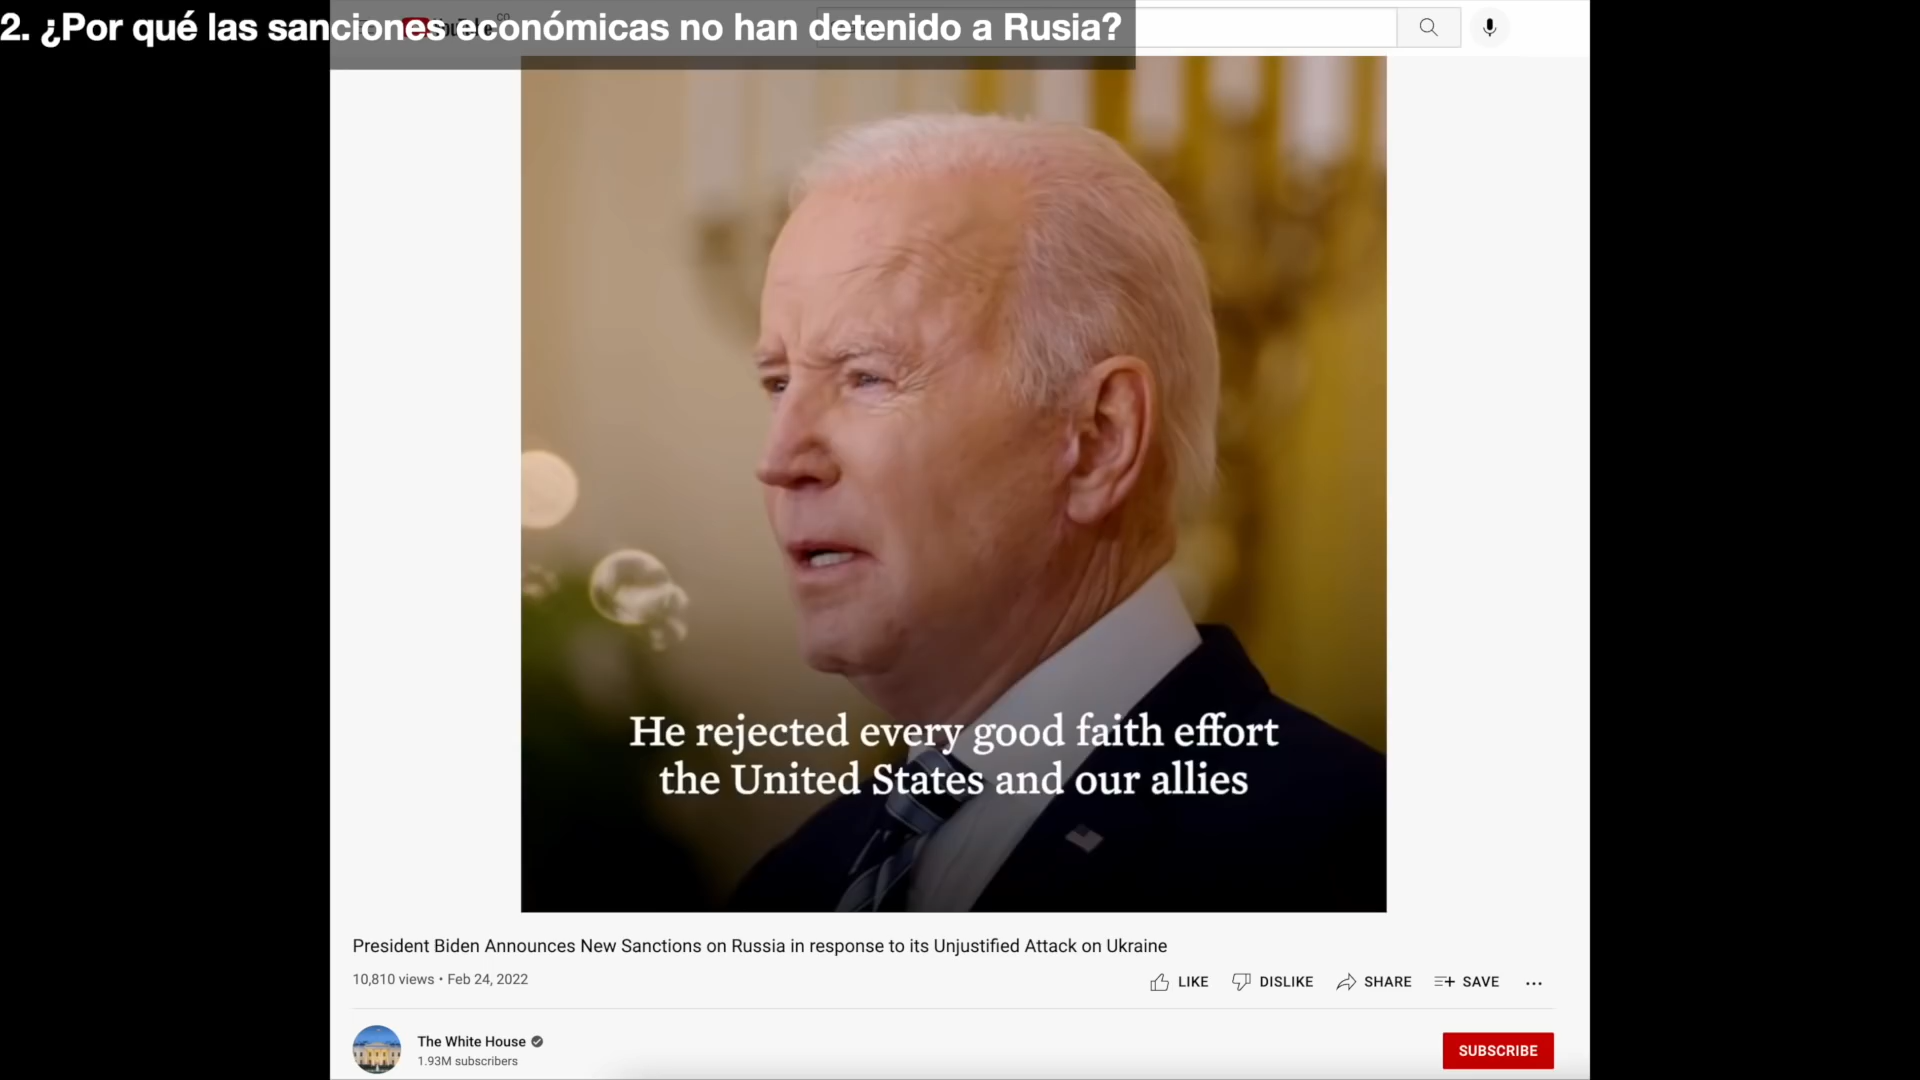 2. ¿Por qué las sanciones económicas no han detenido a Rusia?
He rejected every good faith effort
the United States and our allies
President Biden Announces New Sanctions on Russia in response to its Unjustified Attack on Ukraine
10,810 views • Feb 24, 2022
LIKE
DISLIKE
SHARE
SAVE
The White House
1.93M subscribers
SUBSCRIBE